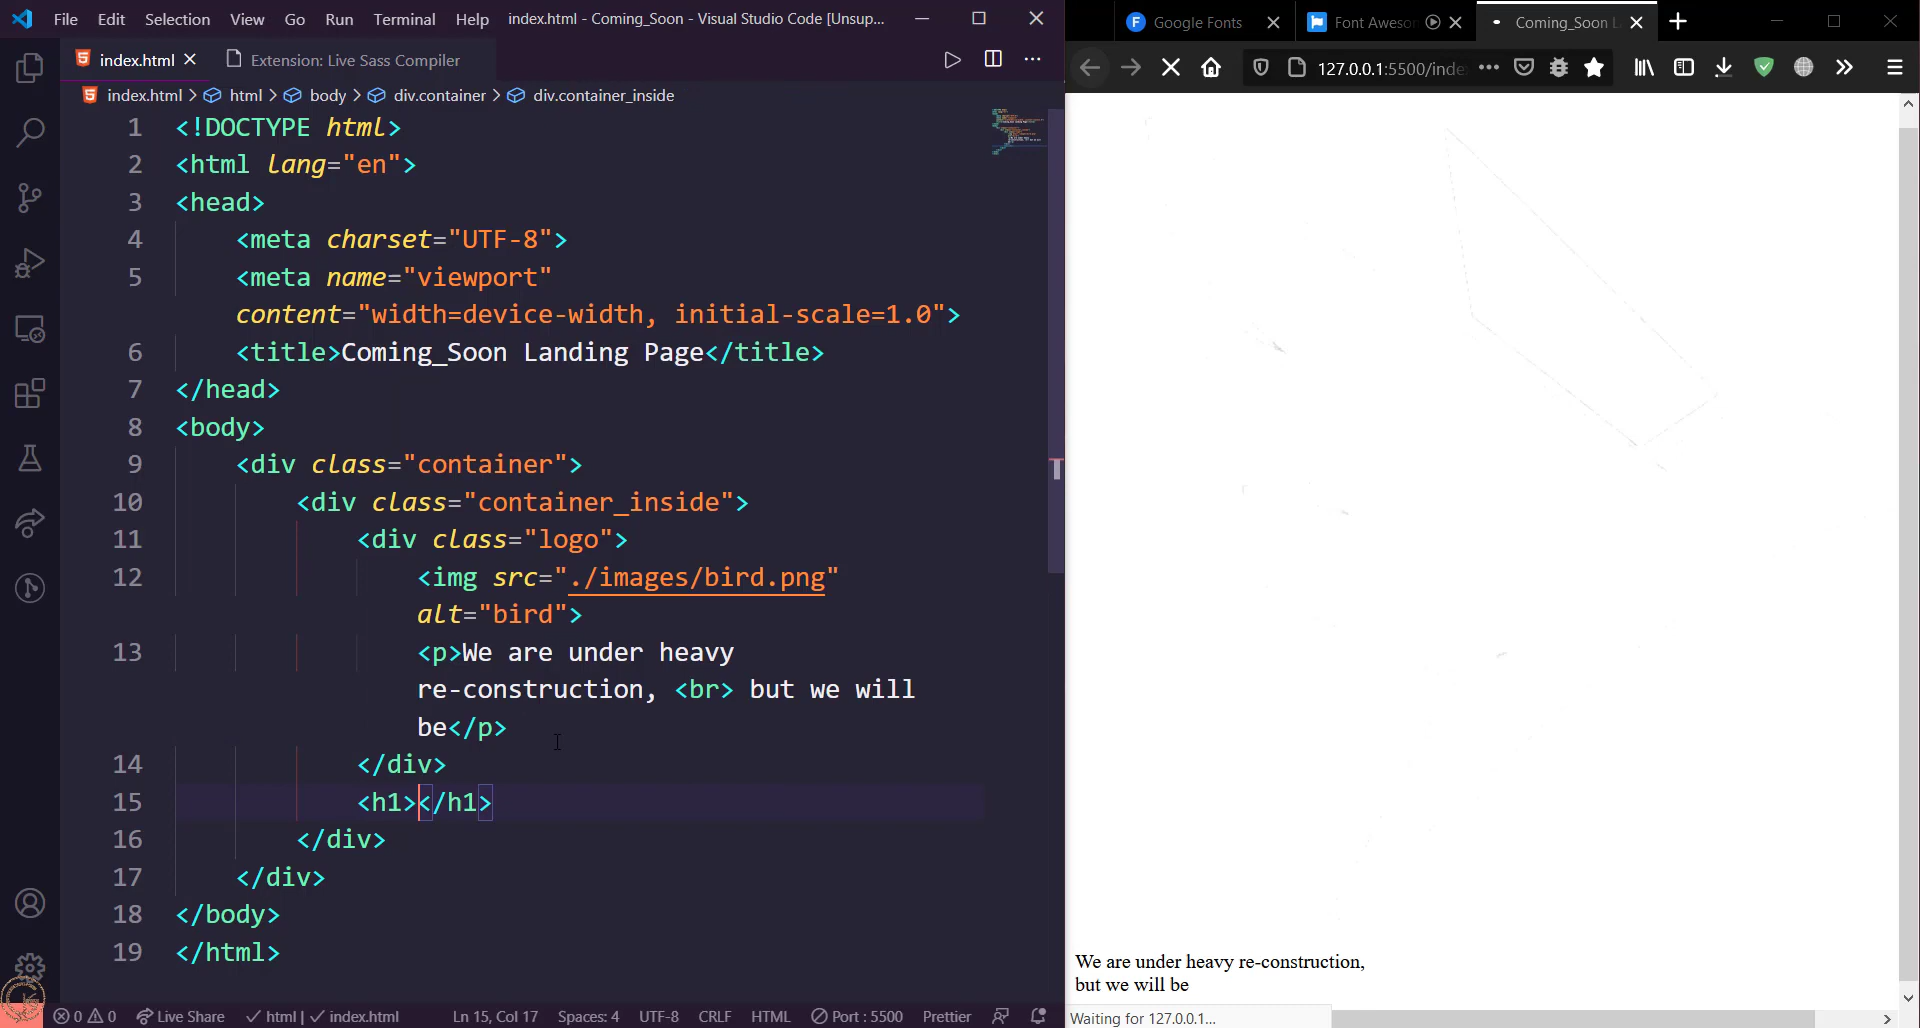 File Edit Selection View Go Run Terminal Help index.html - Coming_Soon - Visual Studio Code [Unsup...
index.html Extension: Live Sass Compiler
index.html > html > body > div.container > div.container_inside
1 <!DOCTYPE html>
2 <html lang="en">
3 <head>
4 <meta charset="UTF-8">
5 <meta name="viewport"
content="width=device-width, initial-scale=1.0">
6 <title>Coming_Soon Landing Page</title>
7 </head>
8 <body>
9 <div class="container">
10 <div class="container_inside">
11 <div class="logo">
12 <img src="./images/bird.png"
alt="bird">
13 <p>We are under heavy
re-construction, <br> but we will
be</p>
14 </div>
15 <h1></h1>
16 </div>
17 </div>
18 </body>
19 </html>
0 0 Live Share html | index.html Ln 15, Col 17 Spaces: 4 UTF-8 CRLF HTML Port : 5500 Prettier
Google Fonts Font Aweso Coming_Soon L
127.0.0.1:5500/inde
We are under heavy re-construction,
but we will be
Waiting for 127.0.0.1...